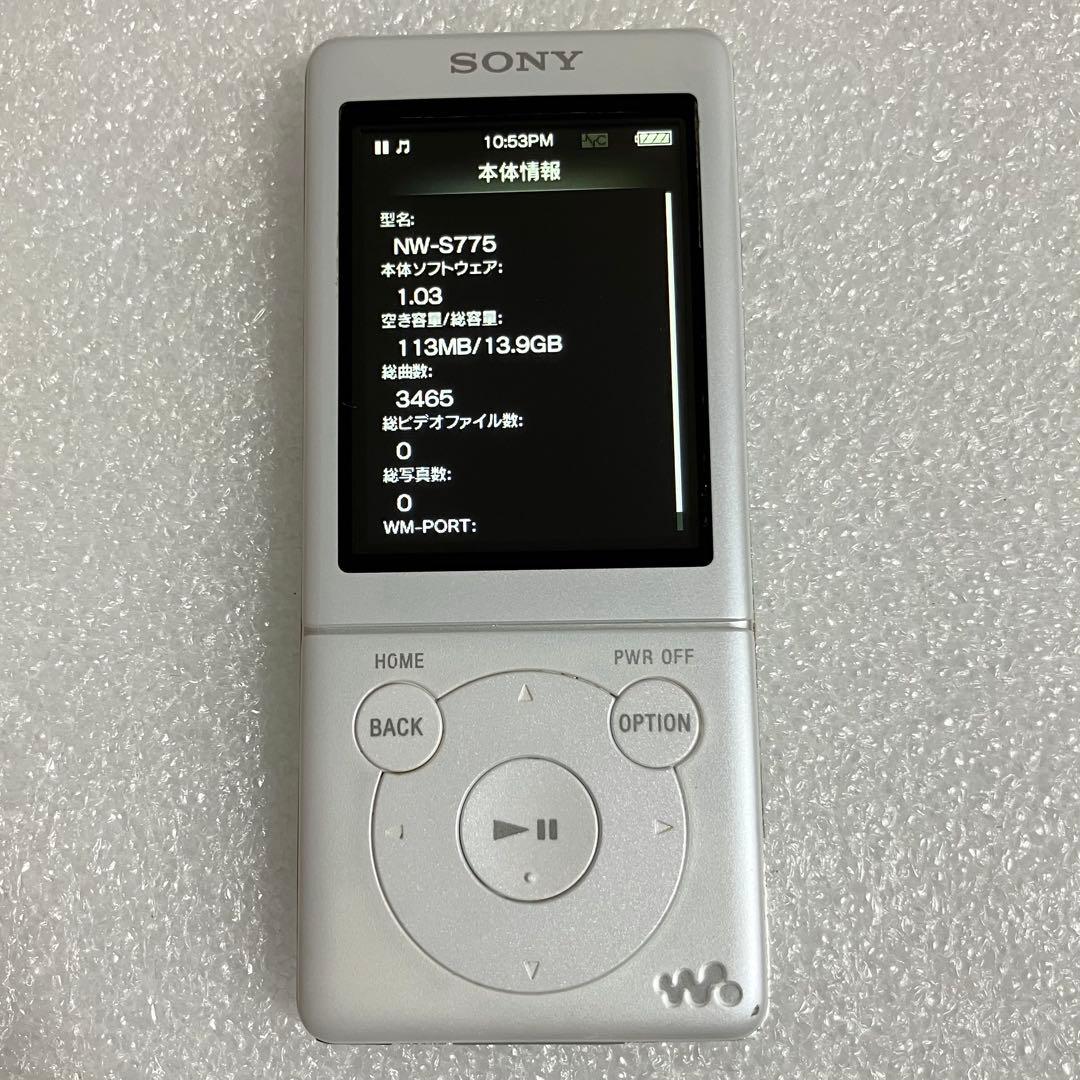 SONY
10:53PM
本体情報
型名:
NW-S775
本体ソフトウェア:
1.03
空き容量/総容量:
113MB/13.9GB
総曲数:
3465
総ビデオファイル数:
0
総写真数:
0
WM-PORT:
HOME
PWR OFF
BACK
OPTION